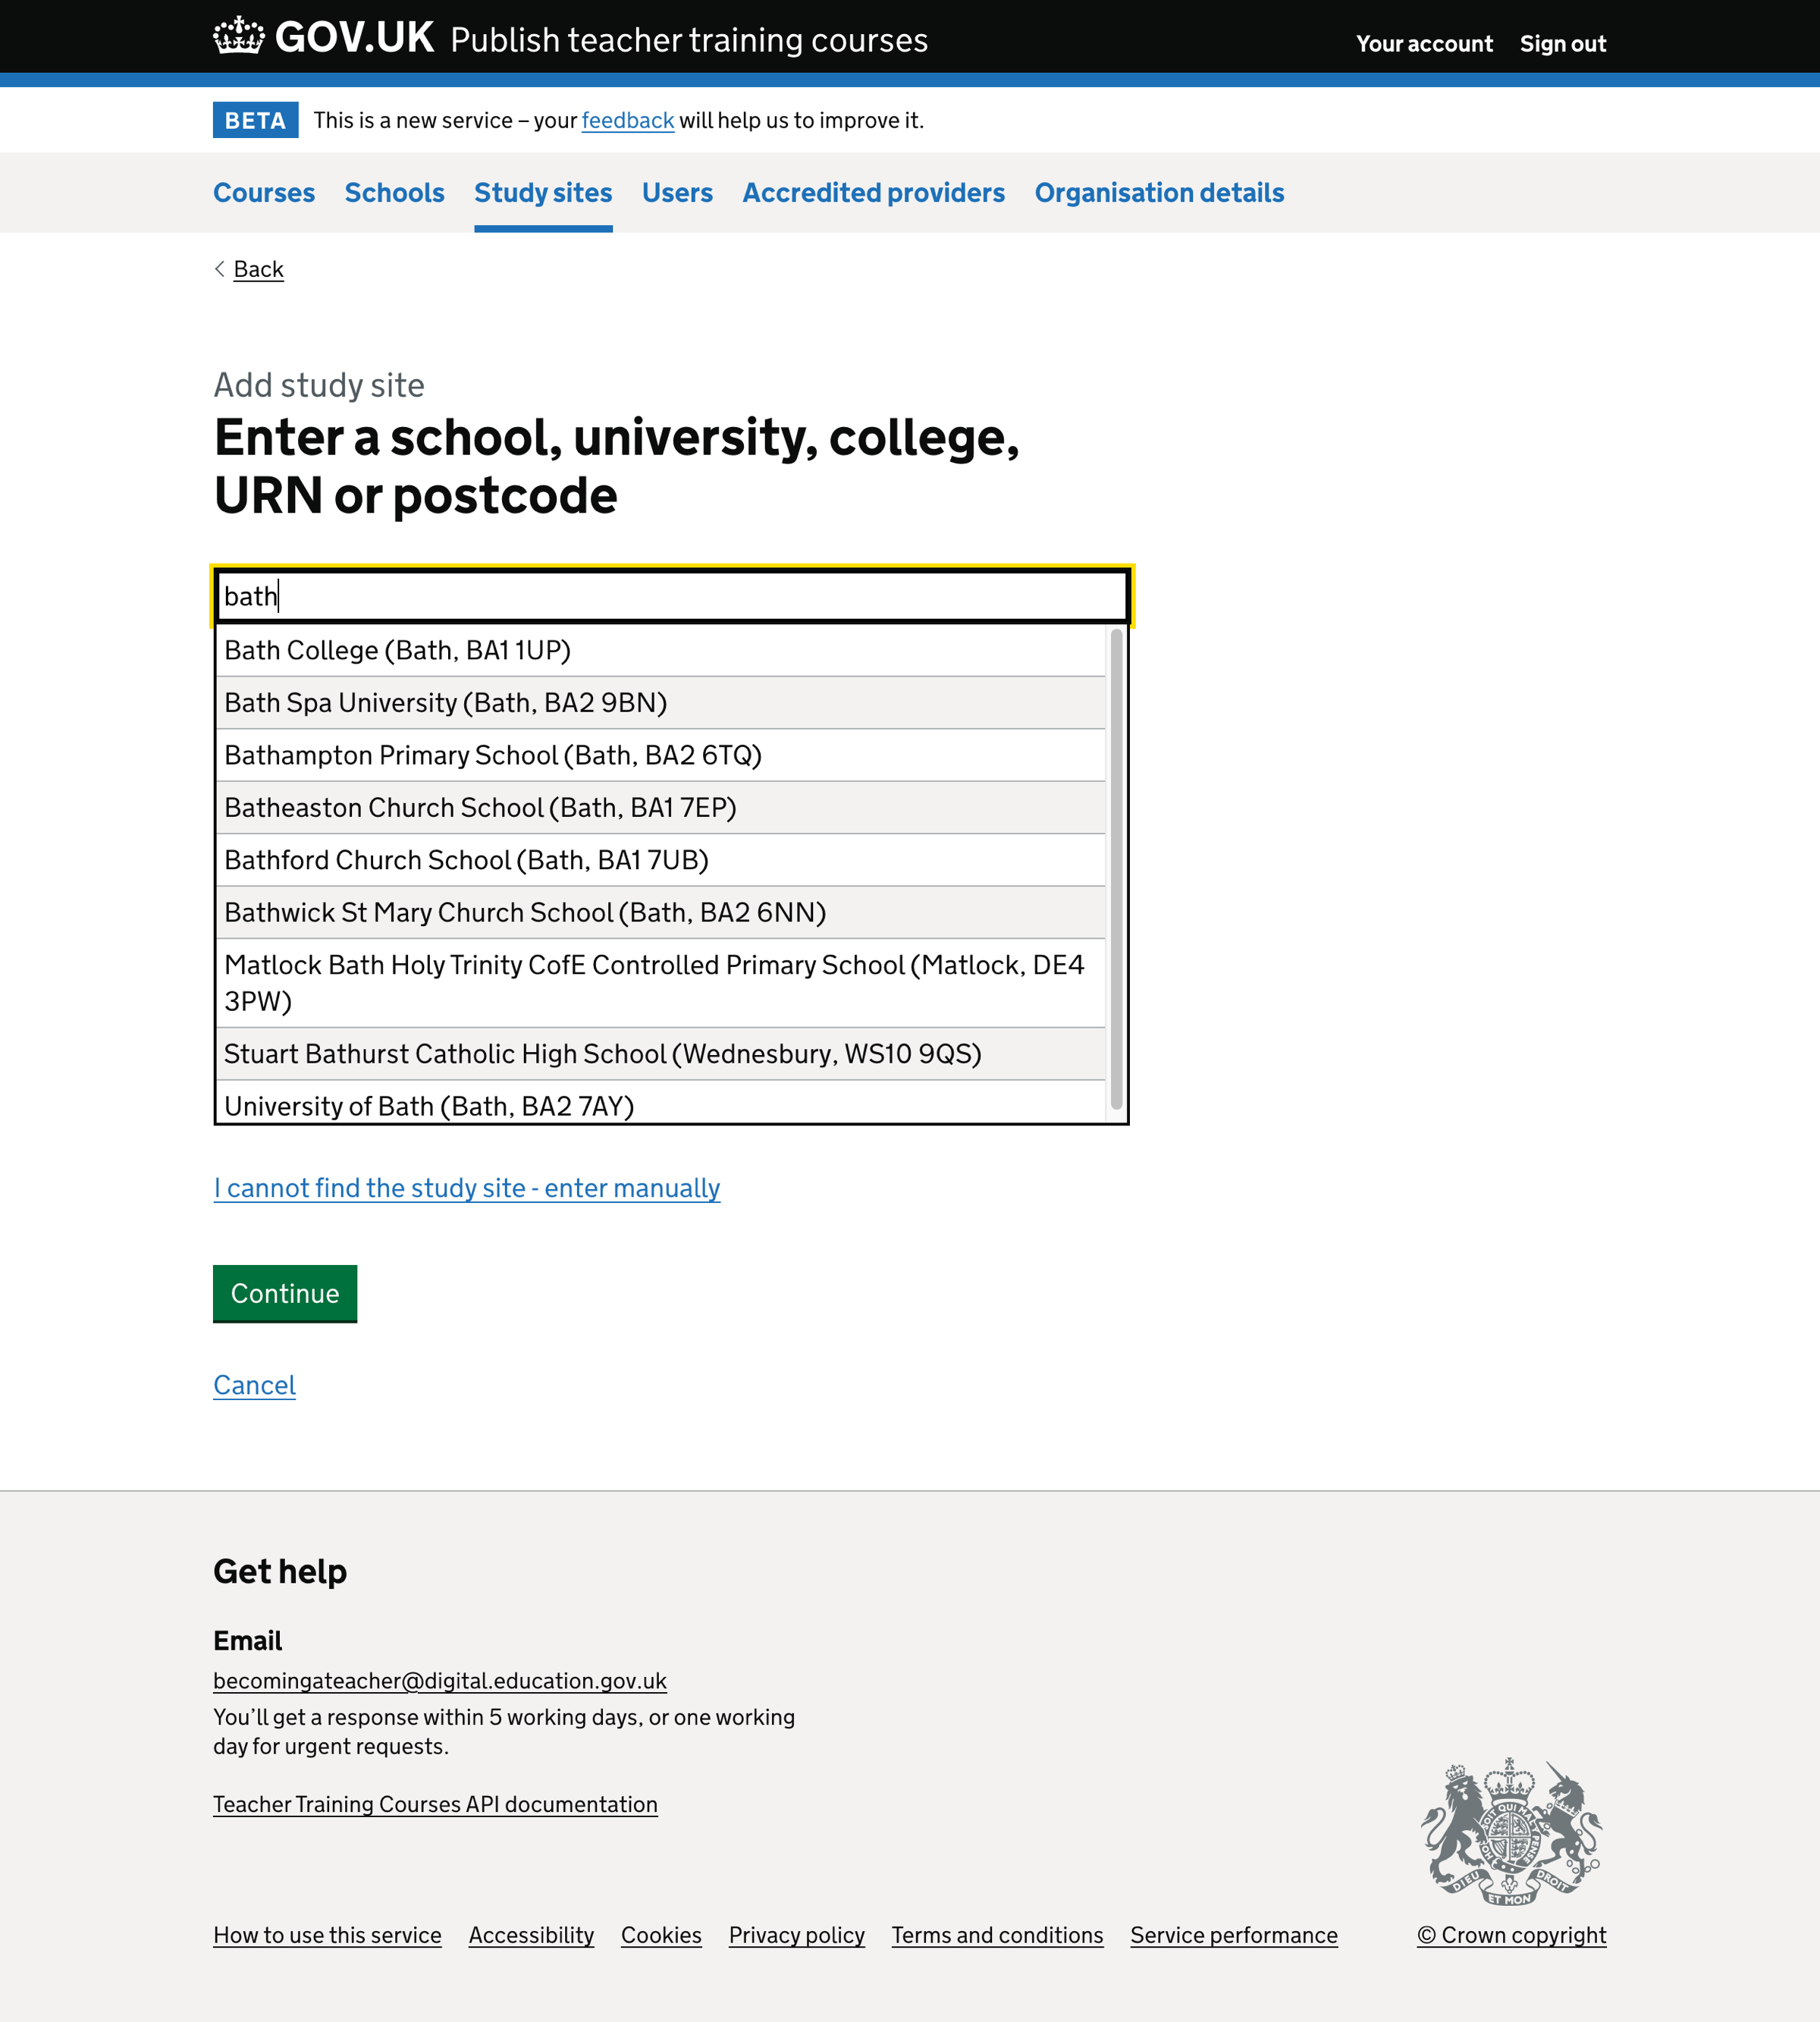 GOV.UK Publish teacher training courses
Your account Sign out
BETA This is a new service – your feedback will help us to improve it.
Courses Schools Study sites Users Accredited providers Organisation details
Back
Add study site
Enter a school, university, college,
URN or postcode
bath
Bath College (Bath, BA1 1UP)
Bath Spa University (Bath, BA2 9BN)
Bathampton Primary School (Bath, BA2 6TQ)
Batheaston Church School (Bath, BA1 7EP)
Bathford Church School (Bath, BA1 7UB)
Bathwick St Mary Church School (Bath, BA2 6NN)
Matlock Bath Holy Trinity CofE Controlled Primary School (Matlock, DE4
3PW)
Stuart Bathurst Catholic High School (Wednesbury, WS10 9QS)
University of Bath (Bath, BA2 7AY)
I cannot find the study site - enter manually
Continue
Cancel
Get help
Email
becomingateacher@digital.education.gov.uk
You’ll get a response within 5 working days, or one working
day for urgent requests.
Teacher Training Courses API documentation
DIEU ET MON DROIT
How to use this service Accessibility Cookies Privacy policy Terms and conditions Service performance
© Crown copyright